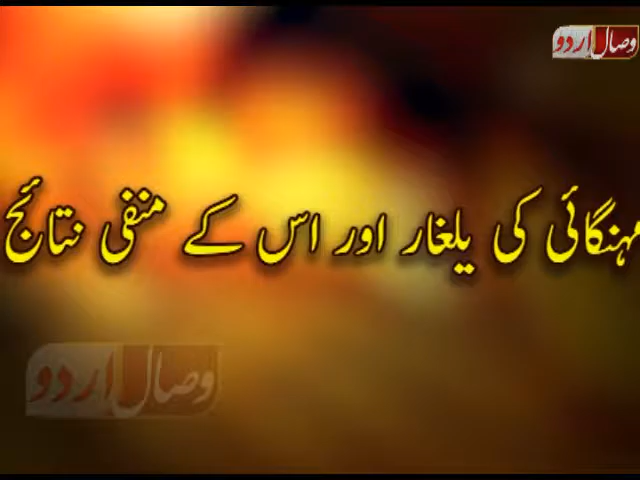 وصال اردو
مہنگائی کی یلغار اور اس کے منفی نتائج
وصال اردو